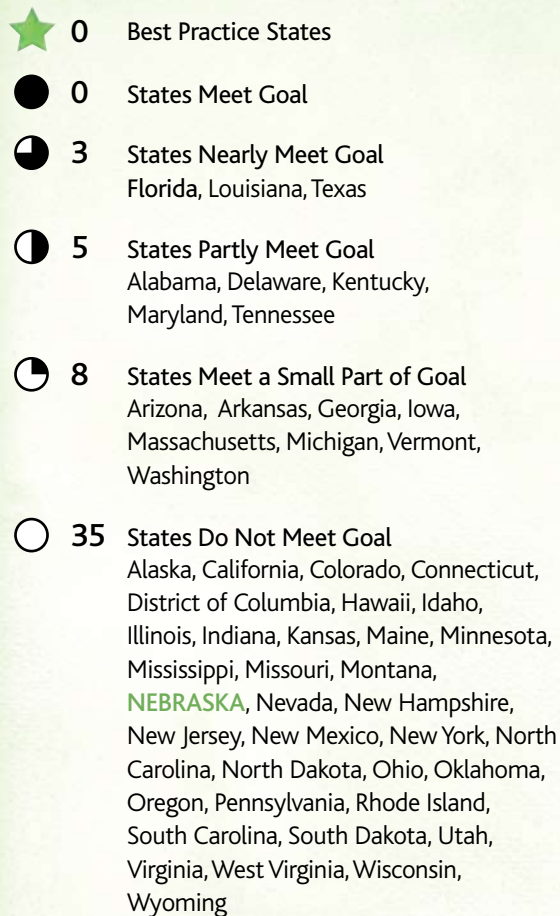 0 Best Practice States
0 States Meet Goal
3 States Nearly Meet Goal
Florida, Louisiana, Texas
5 States Partly Meet Goal
Alabama, Delaware, Kentucky,
Maryland, Tennessee
8 States Meet a Small Part of Goal
Arizona, Arkansas, Georgia, Iowa,
Massachusetts, Michigan, Vermont,
Washington
35 States Do Not Meet Goal
Alaska, California, Colorado, Connecticut,
District of Columbia, Hawaii, Idaho,
Illinois, Indiana, Kansas, Maine, Minnesota,
Mississippi, Missouri, Montana,
NEBRASKA, Nevada, New Hampshire,
New Jersey, New Mexico, New York, North
Carolina, North Dakota, Ohio, Oklahoma,
Oregon, Pennsylvania, Rhode Island,
South Carolina, South Dakota, Utah,
Virginia, West Virginia, Wisconsin,
Wyoming